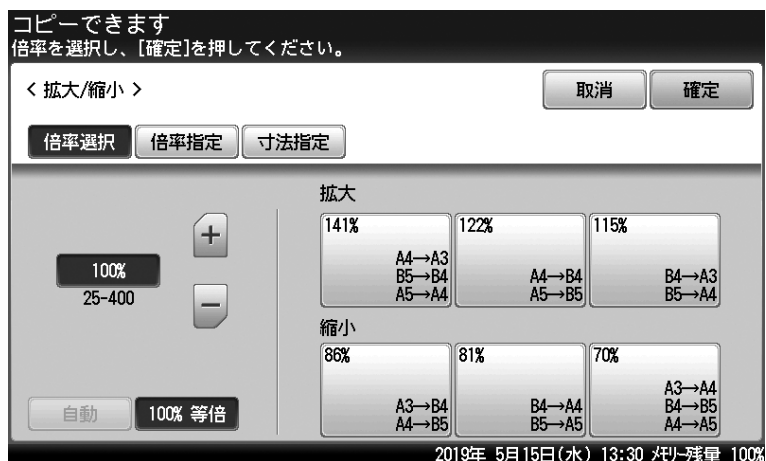 コピーできます
倍率を選択し、[確定]を押してください。
< 拡大/縮小 >
取消
確定
倍率選択
倍率指定
寸法指定
拡大
141%
A4→A3
B5→B4
A5→A4
122%
A4→B4
A5→B5
115%
B4→A3
B5→A4
+
100%
25-400
−
縮小
86%
A3→B4
A4→B5
81%
B4→A4
B5→A5
70%
A3→A4
B4→B5
A4→A5
自動
100% 等倍
2019年 5月15日(水) 13:30 ﾒﾓﾘｰ残量 100%